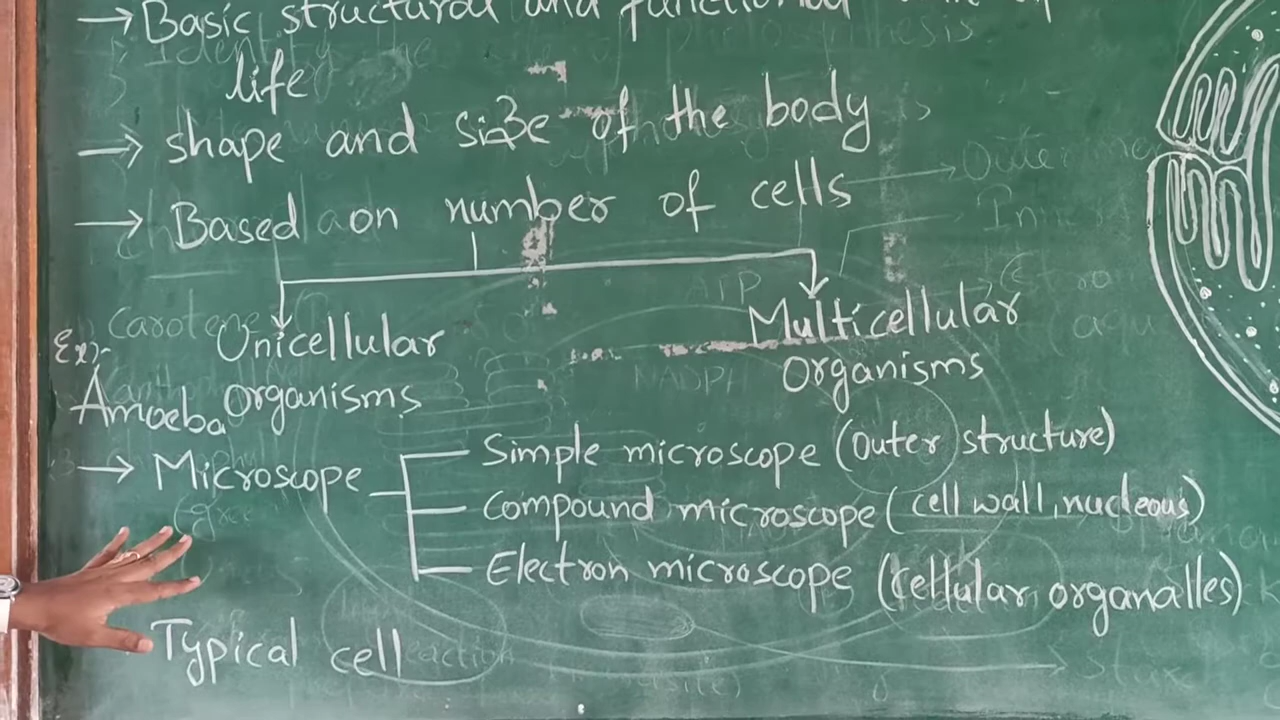 → Basic structural and functional
life
→ shape and size of the body
→ Based on number of cells
Unicellular organisms
Ex:- Amoeba
Multicellular Organisms
→ Microscope
Simple microscope (outer structure)
Compound microscope (cell wall, nucleous)
Electron microscope (cellular organalles)
Typical cell